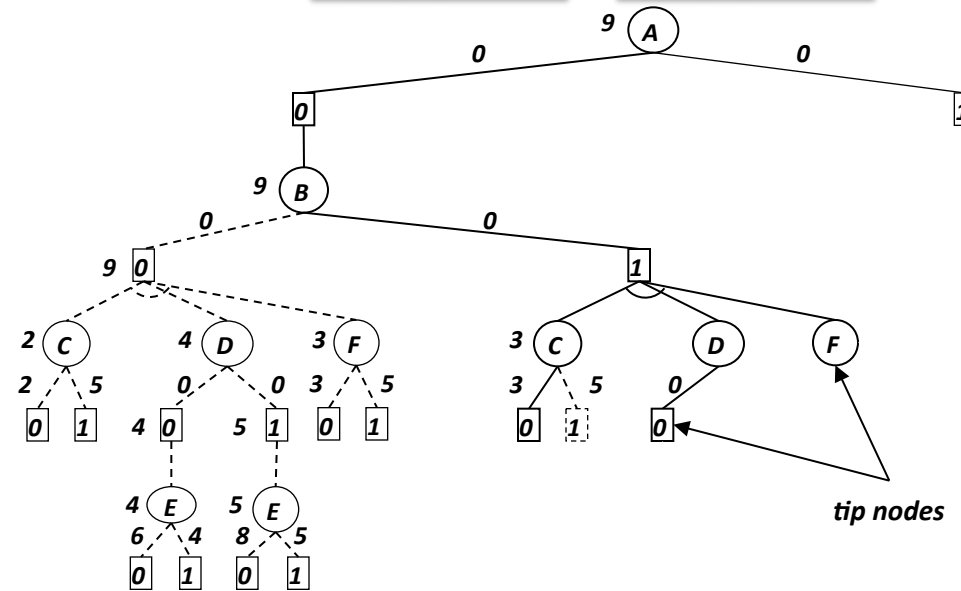 9 A
0 0
0 1
9 B
0 0
9 0 1
2 C 4 D 3 F 3 C D F
2 5 0 0 3 5 3 5 0
0 1 4 0 5 1 0 1 0 1 0
4 E 5 E
tip nodes
6 4 8 5
0 1 0 1